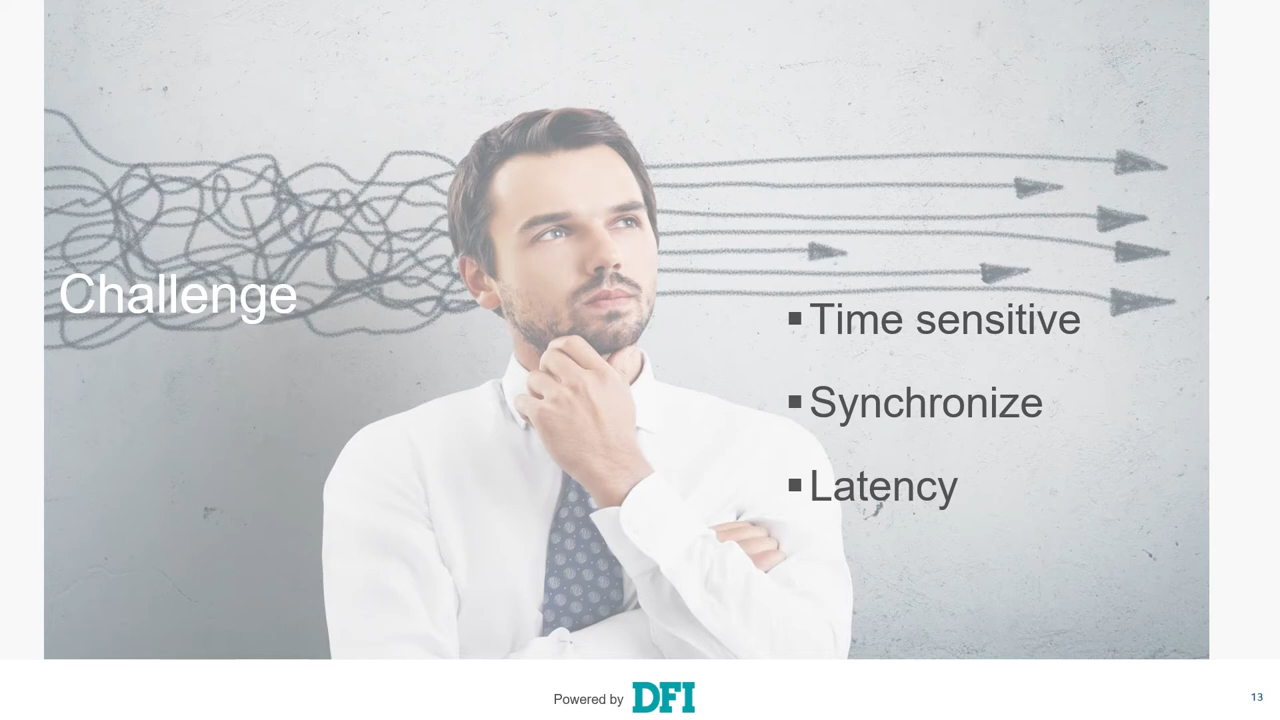 Challenge
▪Time sensitive
▪Synchronize
▪Latency
Powered by DFI
13